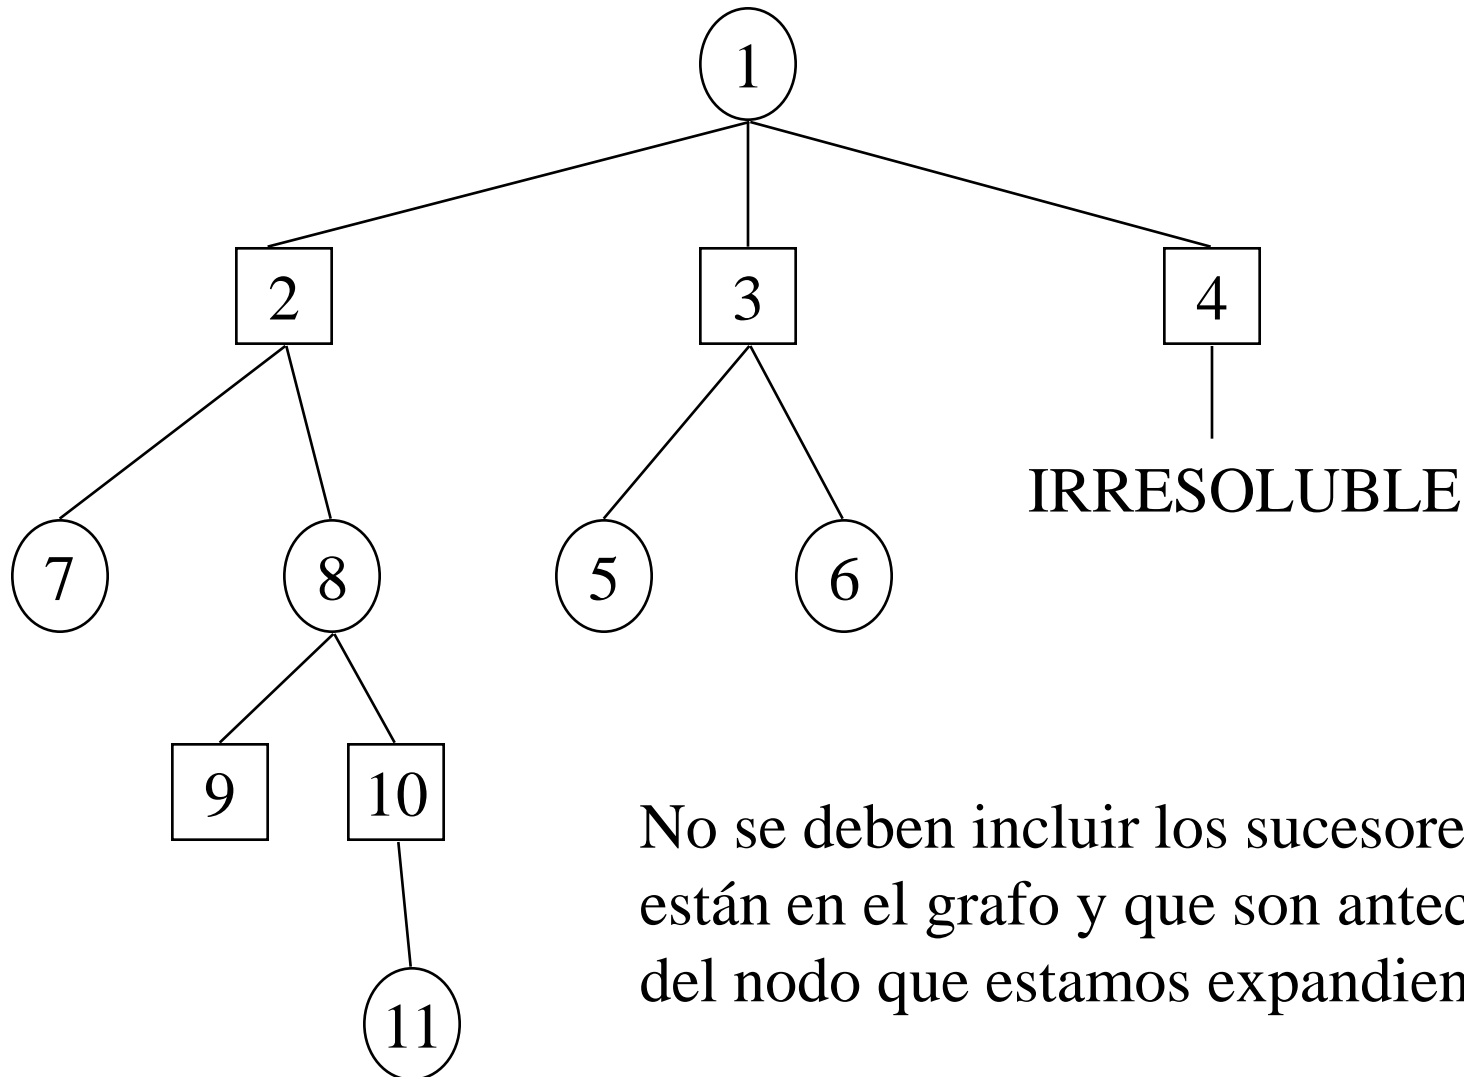 1
2 3 4
IRRESOLUBLE
7 8 5 6
9 10
No se deben incluir los sucesore
están en el grafo y que son antec
del nodo que estamos expandien
11